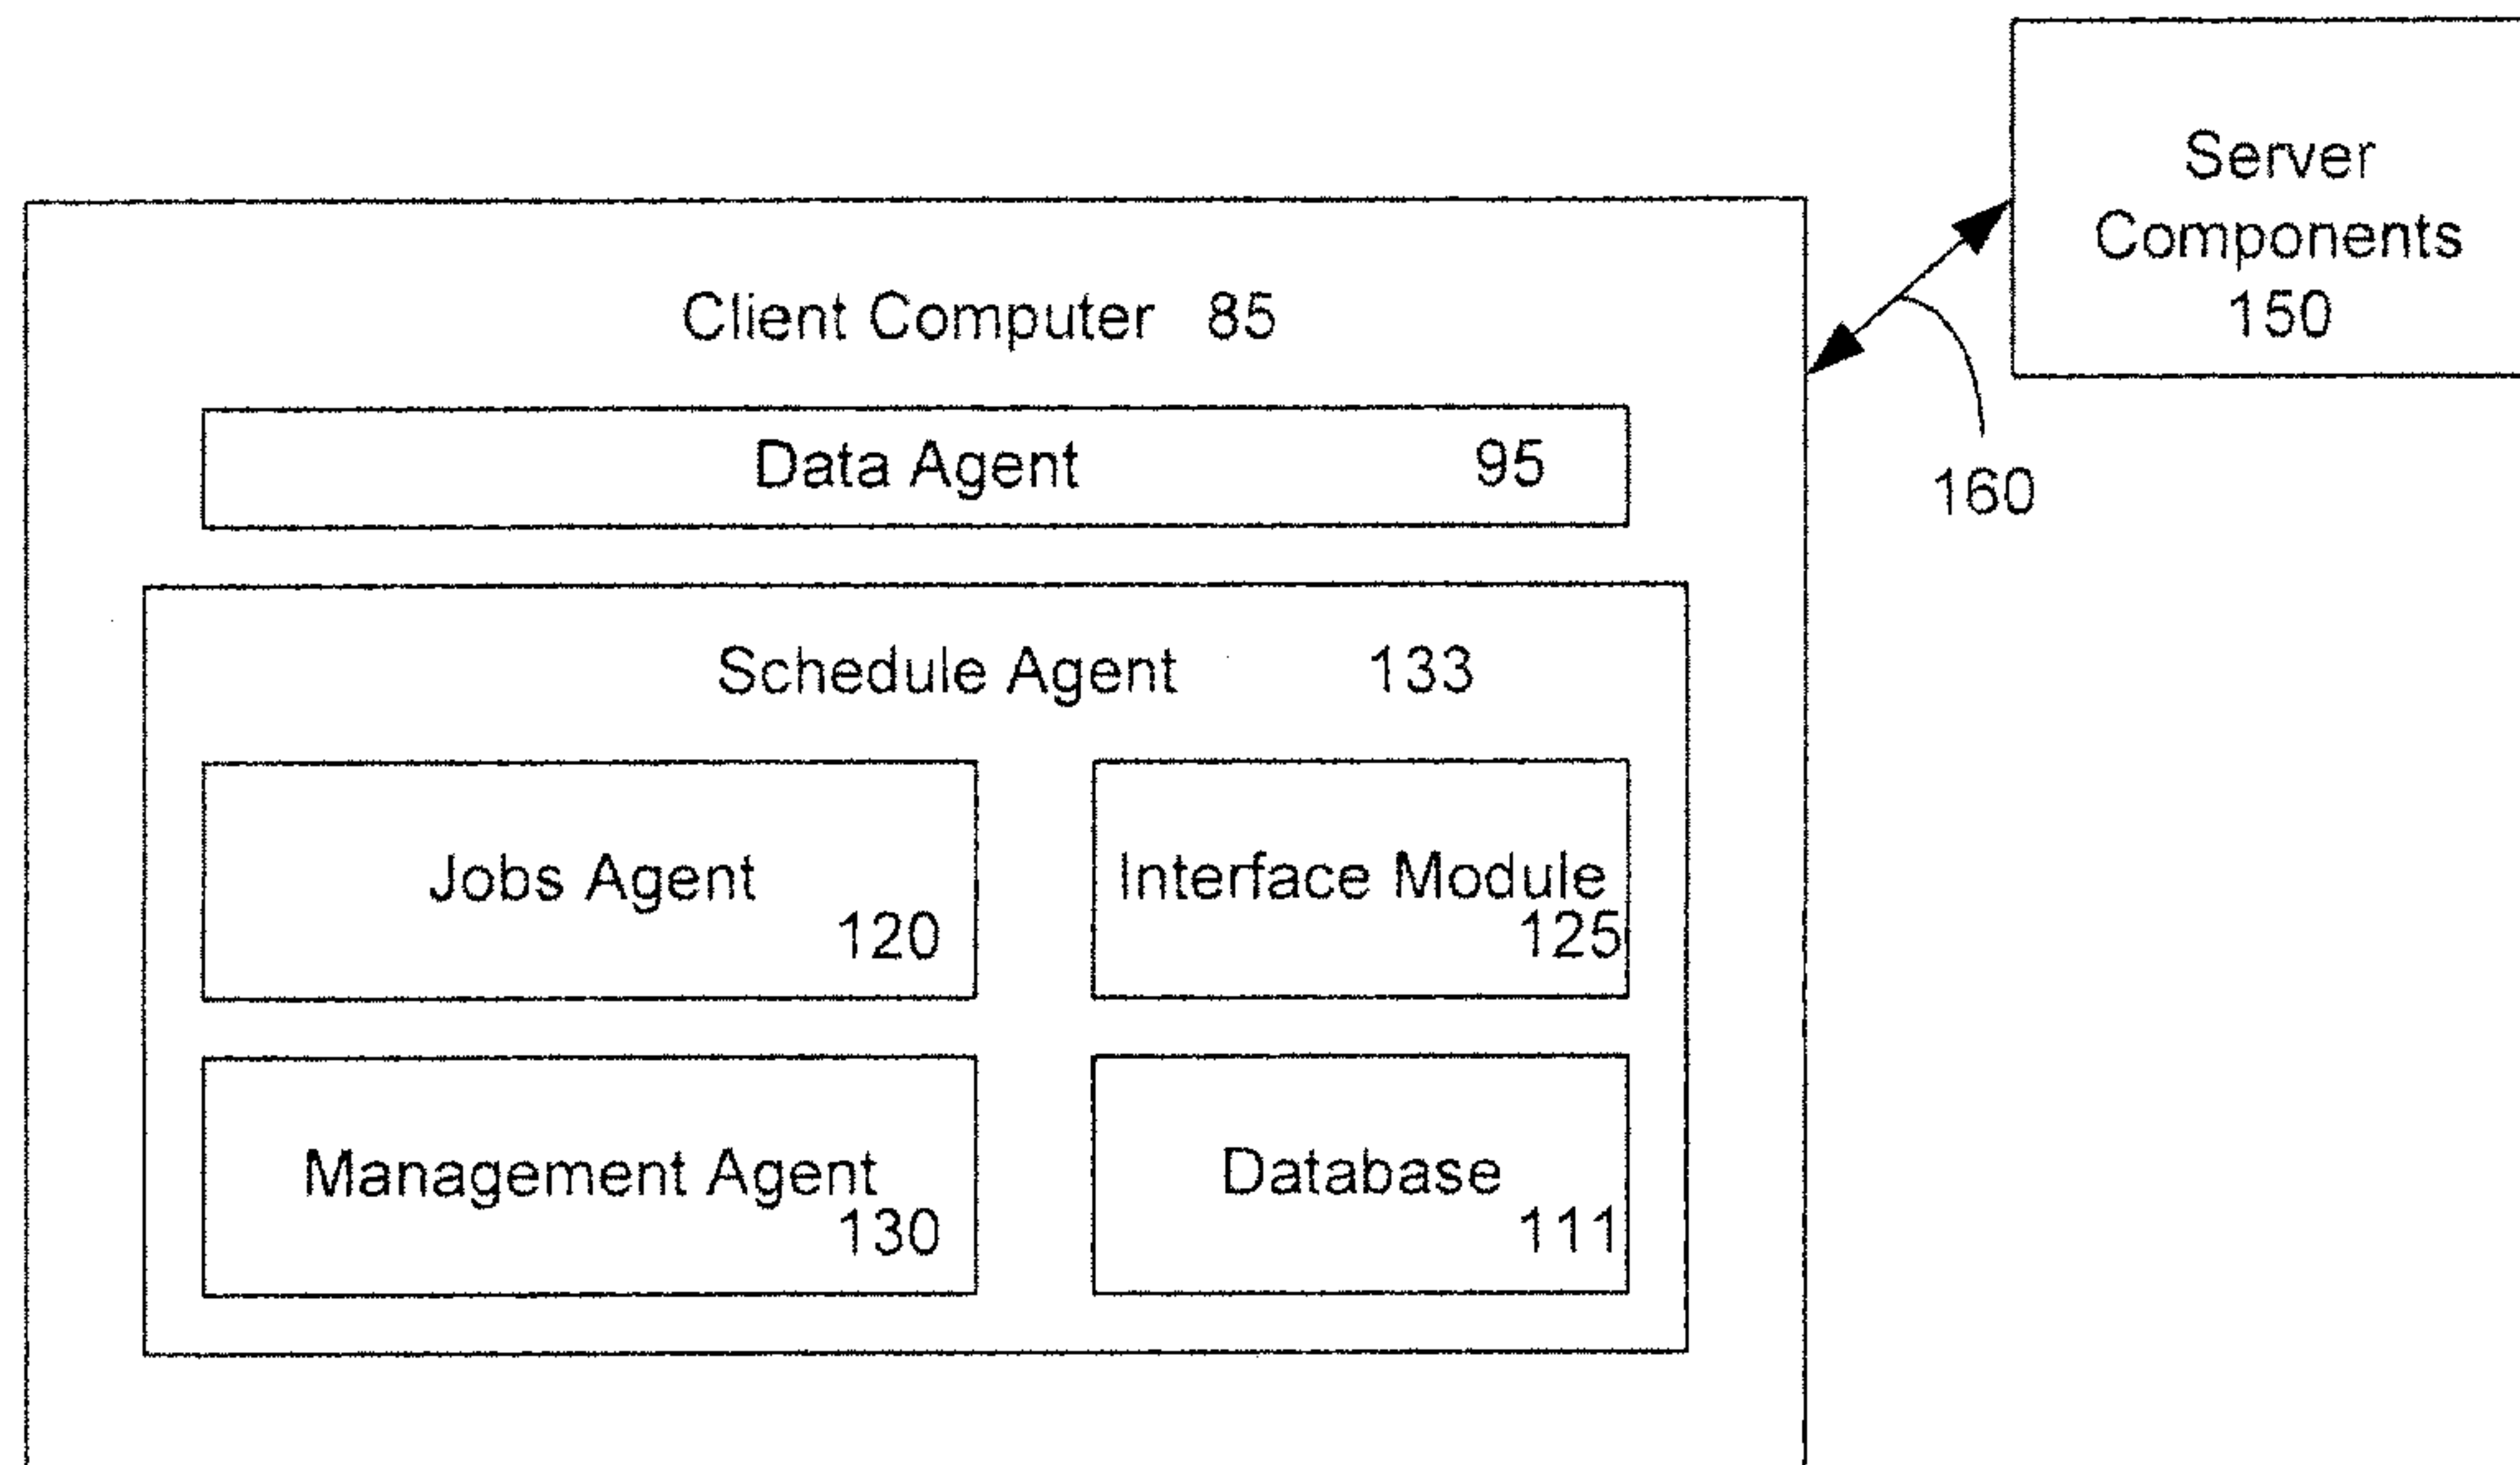 Server
Components
150
Client Computer 85
Data Agent 95
160
Schedule Agent 133
Jobs Agent
120
Interface Module
125
Management Agent
130
Database
111